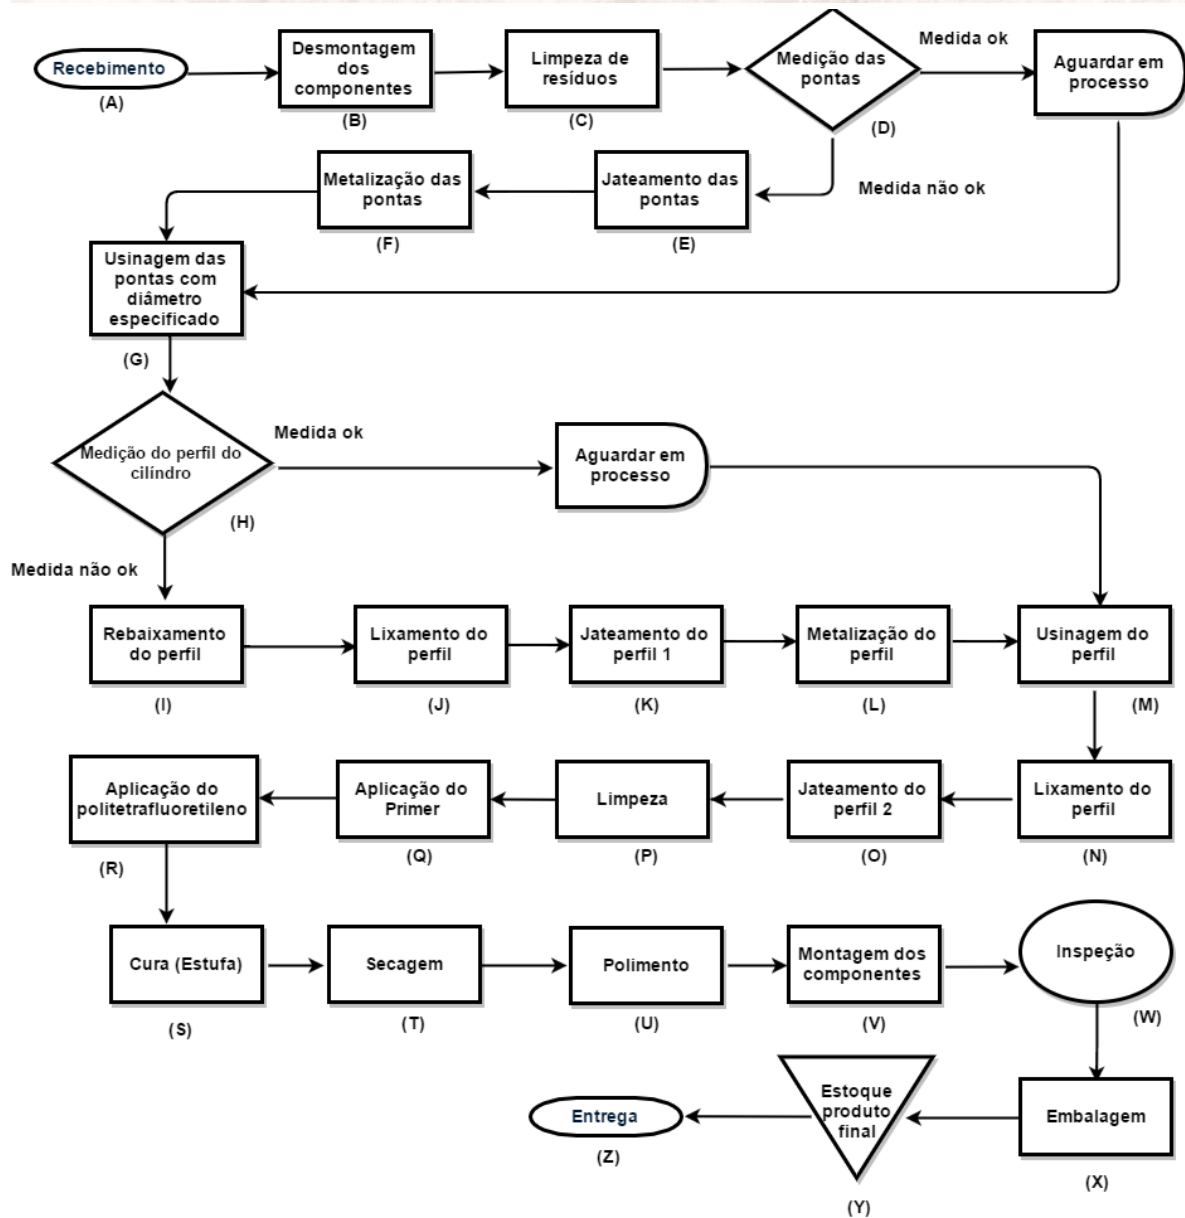 Recebimento
(A)
Desmontagem
dos
componentes
(B)
Limpeza de
resíduos
(C)
Medição das
pontas
(D)
Medida ok
Aguardar em
processo
Medida não ok
Jateamento das
pontas
(E)
Metalização das
pontas
(F)
Usinagem das
pontas com
diâmetro
especificado
(G)
Medição do perfil do
cilíndro
(H)
Medida ok
Aguardar em
processo
Medida não ok
Rebaixamento
do perfil
(I)
Lixamento do
perfil
(J)
Jateamento do
perfil 1
(K)
Metalização do
perfil
(L)
Usinagem do
perfil
(M)
Lixamento do
perfil
(N)
Jateamento do
perfil 2
(O)
Limpeza
(P)
Aplicação do
Primer
(Q)
Aplicação do
politetrafluoretileno
(R)
Cura (Estufa)
(S)
Secagem
(T)
Polimento
(U)
Montagem dos
componentes
(V)
Inspeção
(W)
Embalagem
(X)
Estoque
produto
final
(Y)
Entrega
(Z)